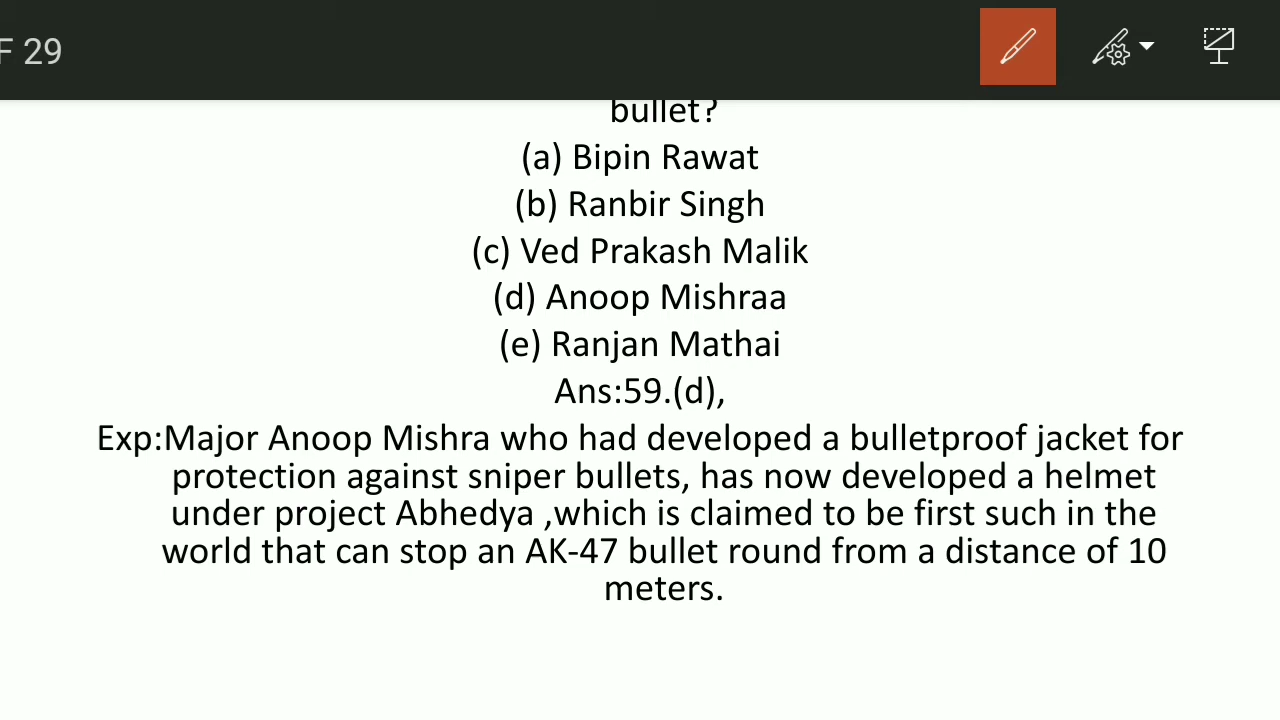 F 29
bullet?
(a) Bipin Rawat
(b) Ranbir Singh
(c) Ved Prakash Malik
(d) Anoop Mishraa
(e) Ranjan Mathai
Ans:59.(d),
Exp:Major Anoop Mishra who had developed a bulletproof jacket for
protection against sniper bullets, has now developed a helmet
under project Abhedya ,which is claimed to be first such in the
world that can stop an AK-47 bullet round from a distance of 10
meters.